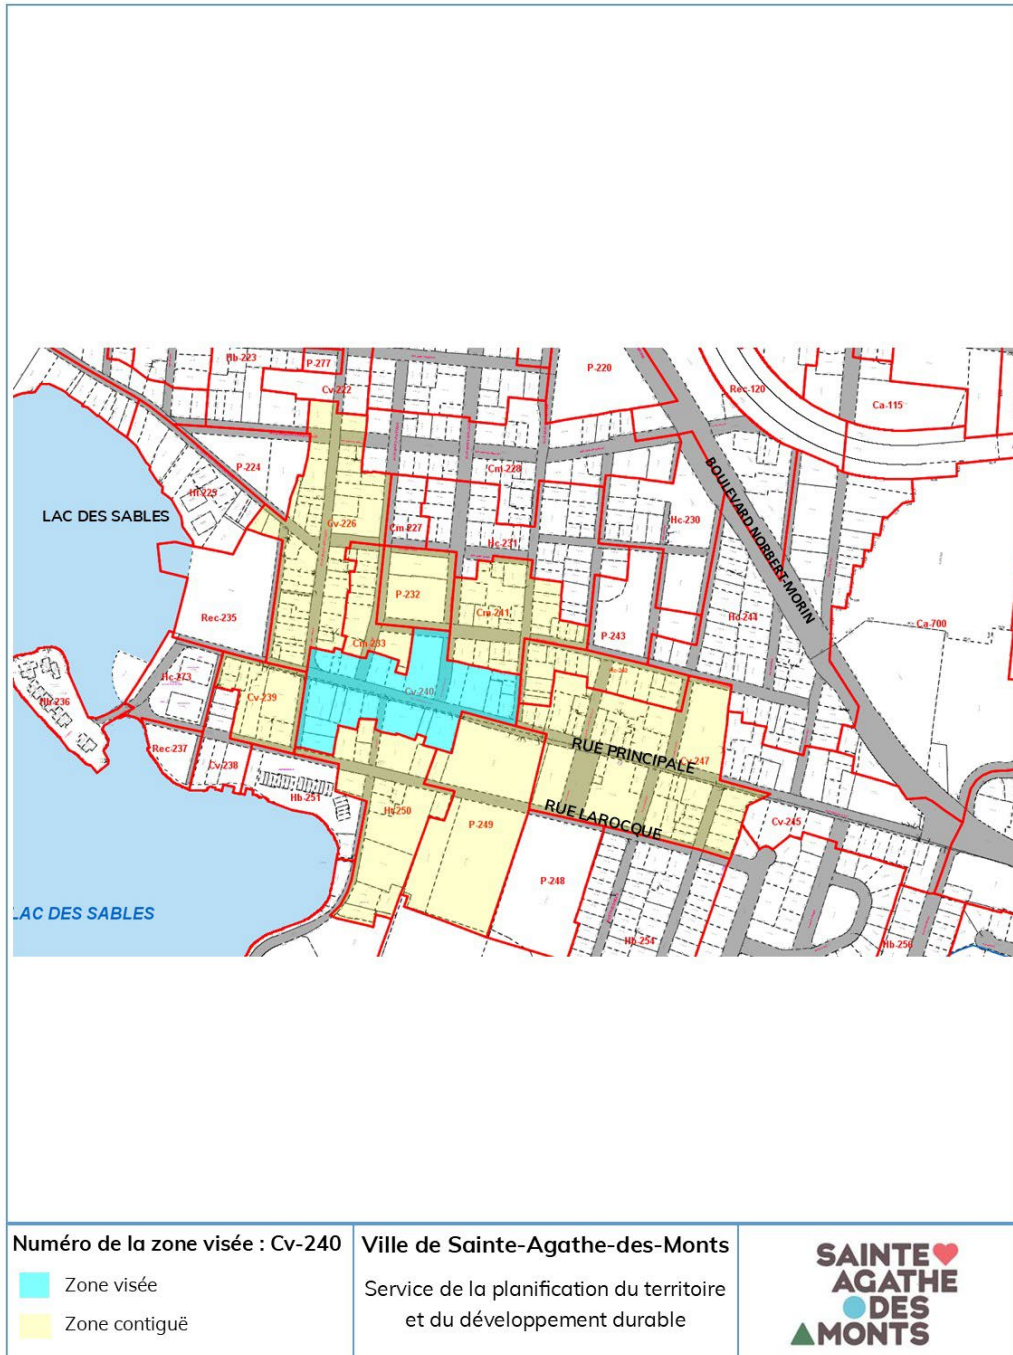 Hb-223
P-277
Cv-222
P-220
Rec-120
Ca-115
P-224
Cm-228
Ht-225
LAC DES SABLES
BOULEVARD NORBERT-MORIN
Cv-226
Cm-227
Hc-230
Hc-231
P-232
Cm-241
Rec-235
Hc-244
Ca-700
P-243
Cm-233
Hc-273
Cv-240
Cv-239
Hb-236
Rec-237
RUE PRINCIPALE
Cv-247
Cv-238
Hb-251
RUE LAROCQUE
P-249
Cv-245
P-248
LAC DES SABLES
Hb-254
Hb-256
Numéro de la zone visée : Cv-240
Zone visée
Zone contiguë
Ville de Sainte-Agathe-des-Monts
Service de la planification du territoire
et du développement durable
SAINTE
AGATHE
DES
MONTS